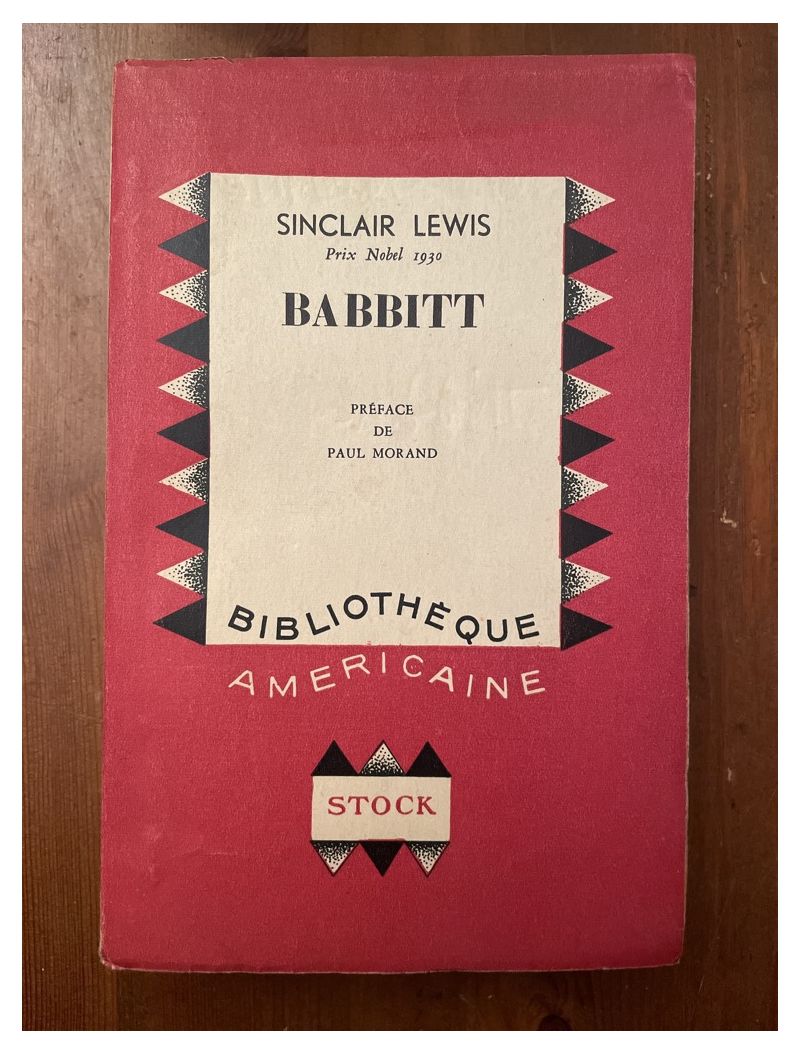 SINCLAIR LEWIS
Prix Nobel 1930
BABBITT
PRÉFACE
DE
PAUL MORAND
BIBLIOTHÈQUE
AMERICAINE
STOCK